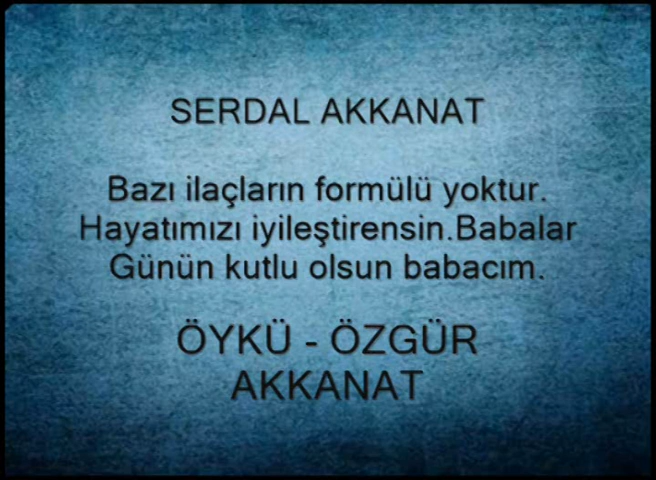 SERDAL AKKANAT
Bazı ilaçların formülü yoktur.
Hayatımızı iyileştirensin.Babalar
Günün kutlu olsun babacım.
ÖYKÜ - ÖZGÜR
AKKANAT